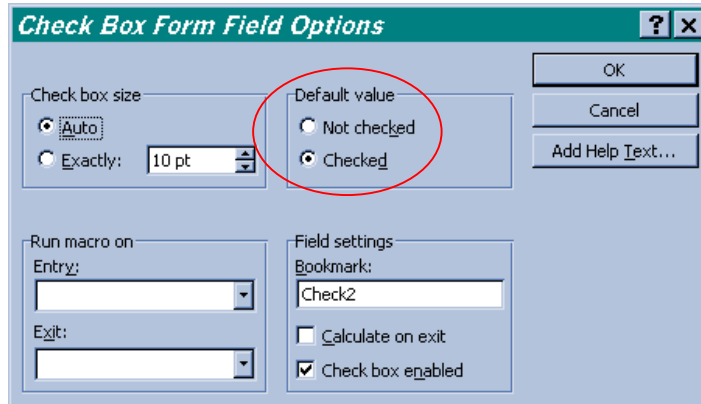 Check Box Form Field Options
? ×
Check box size
Auto
Exactly: 10 pt
Default value
Not checked
Checked
OK
Cancel
Add Help Text...
Run macro on
Entry:
Exit:
Field settings
Bookmark:
Check2
Calculate on exit
Check box enabled